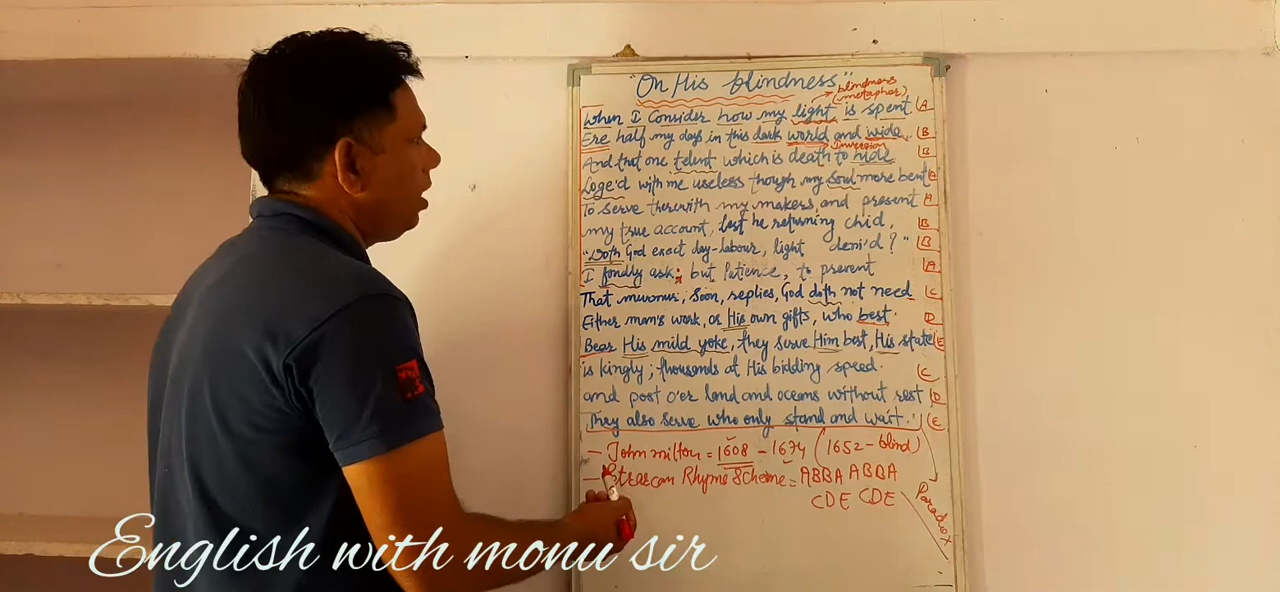 "On His blindness"
blindness
(metaphor)
When I Consider how my light is spent A
Ere half my days in this dark world and wide. B
Inversion
And that one telent which is death to hide B
Loge'd with me useless though my Soul more bent A
To serve therewith my makers, and present A
my true account, lest he returning chid, B
"Doth God exact day-labour, light deni'd?" B
I fondly ask; but Patience, to prevent A
That murmur, Soon, replies, God doth not need C
Either man's work, or His own gifts, who best. D
Bear His mild yoke, they serve Him best, His state E
is kingly; thousands at His bidding speed. C
and post o'er land and oceans without rest D
They also serve who only stand and wait." E
- John milton = 1608 - 1674 (1652 - blind)
- Petrarcan Rhyme Scheme = ABBA ABBA
CDE CDE
Paradox
English with monu sir